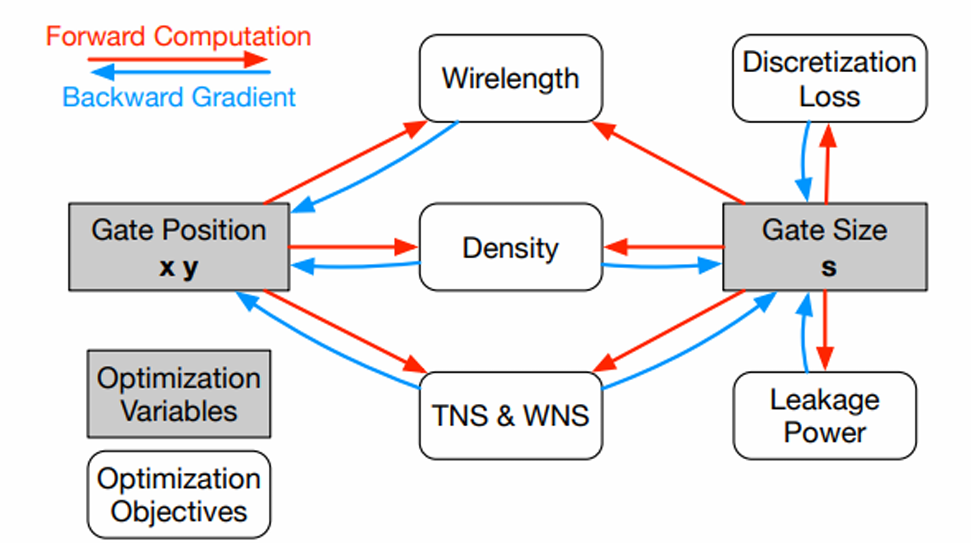 Forward Computation
Backward Gradient
Wirelength
Discretization
Loss
Gate Position
x y
Density
Gate Size
s
Optimization
Variables
TNS & WNS
Leakage
Power
Optimization
Objectives